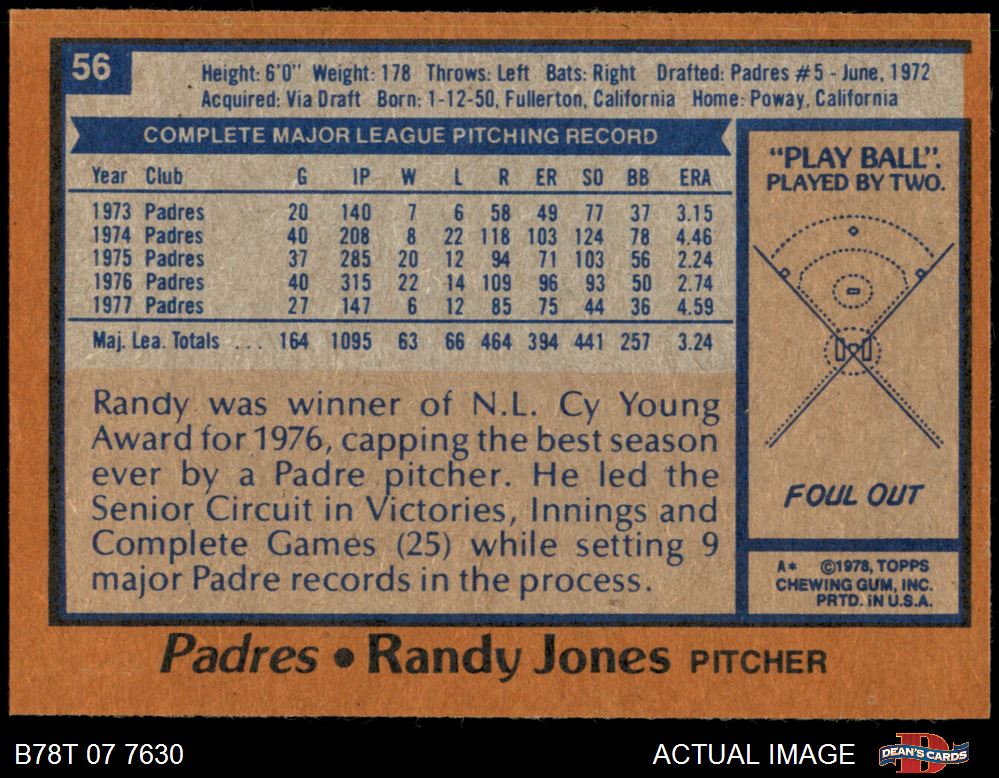 56
Height: 6'0" Weight: 178 Throws: Left Bats: Right Drafted: Padres #5 - June, 1972
Acquired: Via Draft Born: 1-12-50, Fullerton, California Home: Poway, California
COMPLETE MAJOR LEAGUE PITCHING RECORD
Year Club G IP W L R ER SO BB ERA
1973 Padres 20 140 7 6 58 49 77 37 3.15
1974 Padres 40 208 8 22 118 103 124 78 4.46
1975 Padres 37 285 20 12 94 71 103 56 2.24
1976 Padres 40 315 22 14 109 96 93 50 2.74
1977 Padres 27 147 6 12 85 75 44 36 4.59
Maj. Lea. Totals ... 164 1095 63 66 464 394 441 257 3.24
Randy was winner of N.L. Cy Young
Award for 1976, capping the best season
ever by a Padre pitcher. He led the
Senior Circuit in Victories, Innings and
Complete Games (25) while setting 9
major Padre records in the process.
"PLAY BALL".
PLAYED BY TWO.
FOUL OUT
A* ©1978, TOPPS
CHEWING GUM, INC.
PRTD. IN U.S.A.
Padres • Randy Jones PITCHER
B78T 07 7630
ACTUAL IMAGE
D
DEAN'S CARDS